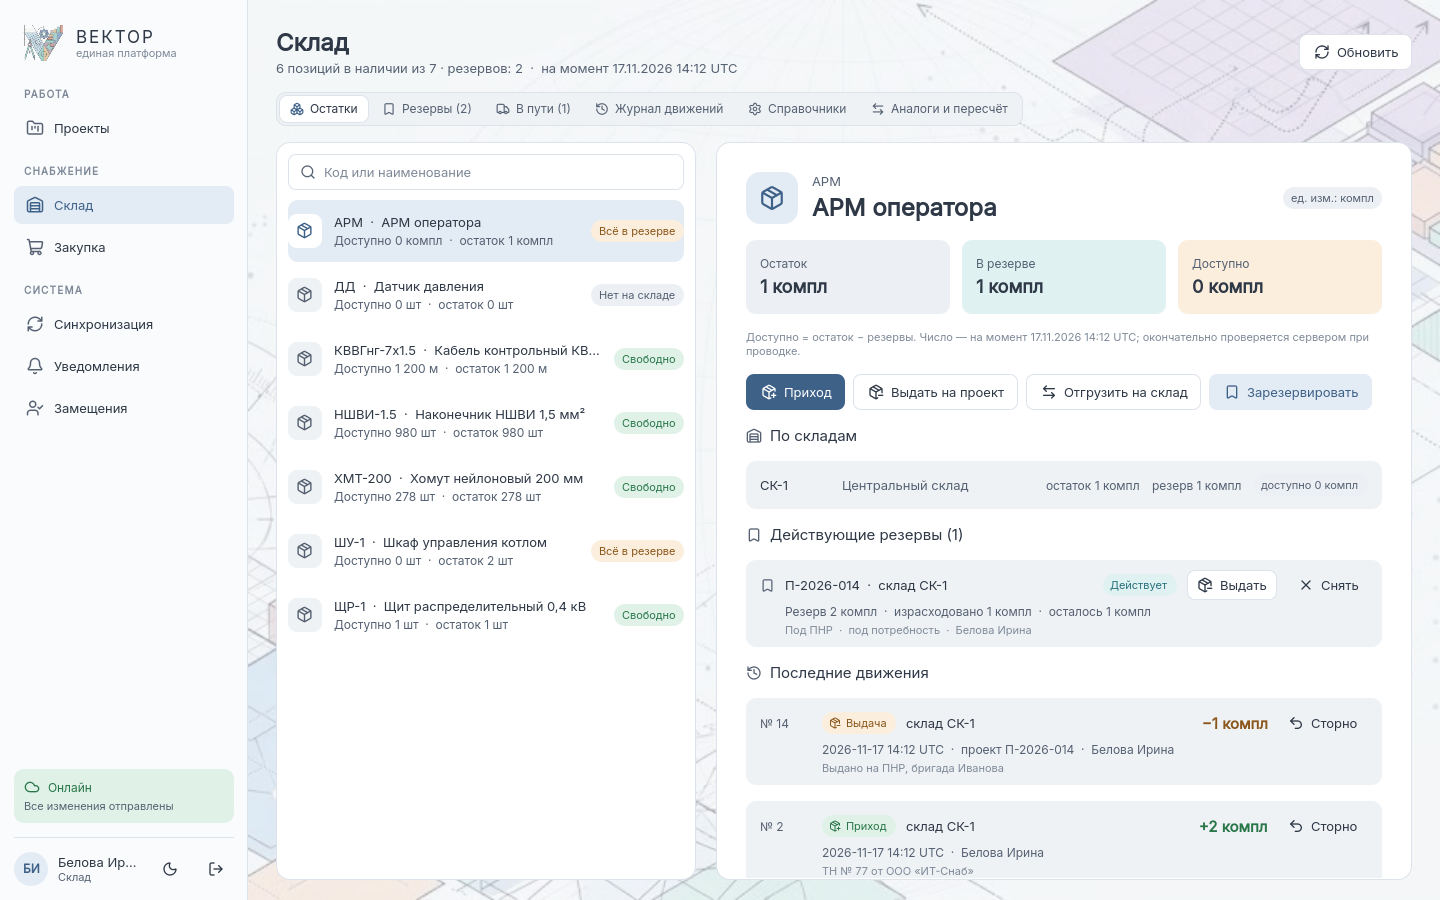 ВЕКТОР
единая платформа
РАБОТА
Проекты
СНАБЖЕНИЕ
Склад
Закупка
СИСТЕМА
Синхронизация
Уведомления
Замещения
Онлайн
Все изменения отправлены
БИ
Белова Ир...
Склад
Склад
6 позиций в наличии из 7 · резервов: 2 · на момент 17.11.2026 14:12 UTC
Обновить
Остатки
Резервы (2)
В пути (1)
Журнал движений
Справочники
Аналоги и пересчёт
Код или наименование
АРМ · АРМ оператора
Доступно 0 компл · остаток 1 компл
Всё в резерве
ДД · Датчик давления
Доступно 0 шт · остаток 0 шт
Нет на складе
КВВГнг-7х1.5 · Кабель контрольный КВ...
Доступно 1 200 м · остаток 1 200 м
Свободно
НШВИ-1.5 · Наконечник НШВИ 1,5 мм²
Доступно 980 шт · остаток 980 шт
Свободно
ХМТ-200 · Хомут нейлоновый 200 мм
Доступно 278 шт · остаток 278 шт
Свободно
ШУ-1 · Шкаф управления котлом
Доступно 0 шт · остаток 2 шт
Всё в резерве
ЩР-1 · Щит распределительный 0,4 кВ
Доступно 1 шт · остаток 1 шт
Свободно
АРМ
АРМ оператора
ед. изм.: компл
Остаток
1 компл
В резерве
1 компл
Доступно
0 компл
Доступно = остаток − резервы. Число — на момент 17.11.2026 14:12 UTC; окончательно проверяется сервером при
проводке.
Приход
Выдать на проект
Отгрузить на склад
Зарезервировать
По складам
СК-1
Центральный склад
остаток 1 компл
резерв 1 компл
доступно 0 компл
Действующие резервы (1)
П-2026-014 · склад СК-1
Действует
Выдать
Снять
Резерв 2 компл · израсходовано 1 компл · осталось 1 компл
Под ПНР · под потребность · Белова Ирина
Последние движения
№ 14
Выдача
склад СК-1
−1 компл
Сторно
2026-11-17 14:12 UTC · проект П-2026-014 · Белова Ирина
Выдано на ПНР, бригада Иванова
№ 2
Приход
склад СК-1
+2 компл
Сторно
2026-11-17 14:12 UTC · Белова Ирина
ТН № 77 от ООО «ИТ-Снаб»